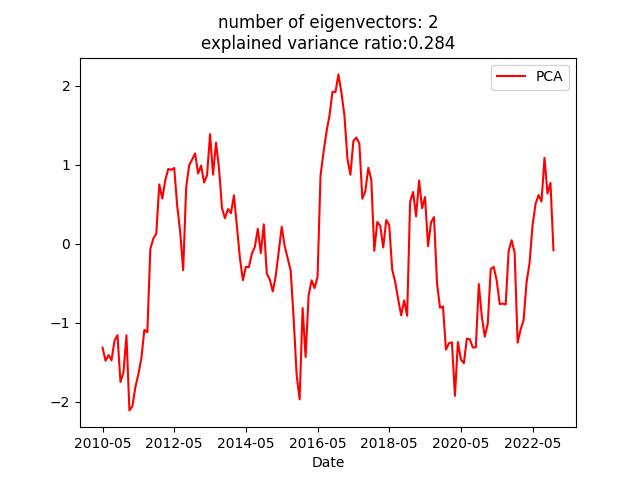 number of eigenvectors: 2
explained variance ratio:0.284
PCA
2
1
0
−1
−2
2010-05 2012-05 2014-05 2016-05 2018-05 2020-05 2022-05
Date